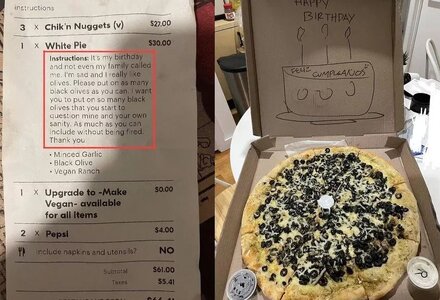 Instructions
3 x Chik'n Nuggets (v) $27.00
1 x White Pie $30.00
Instructions: It's my birthday
and not even my family called
me. I'm sad and I really like
olives. Please put on as many
black olives as you can. I want
you to put on so many black
olives that you start to
question mine and your own
sanity. As much as you can
include without being fired.
Thank you.
• Minced Garlic
• Black Olive
• Vegan Ranch
1 x Upgrade to -Make $0.00
Vegan- available
for all items
2 x Pepsi $4.00
Include napkins and utensils? NO
Subtotal $61.00
Taxes $5.41
HAPPY
BIRTHDAY
FELIZ
CUMPLEAÑOS